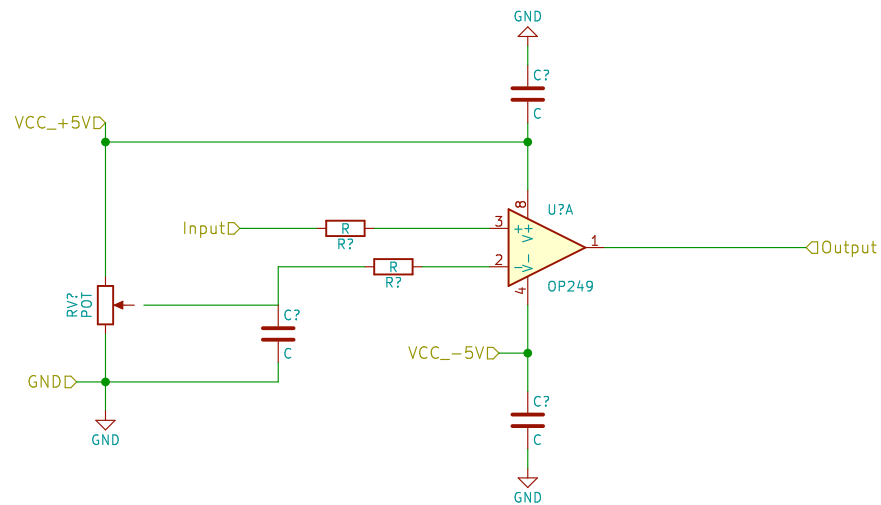 GND
C?
C
VCC_+5V
8
U?A
Input
R
R?
3
+
V+
1
Output
R
R?
2
-
V-
4
OP249
RV?
POT
C?
C
VCC_-5V
GND
GND
C?
C
GND